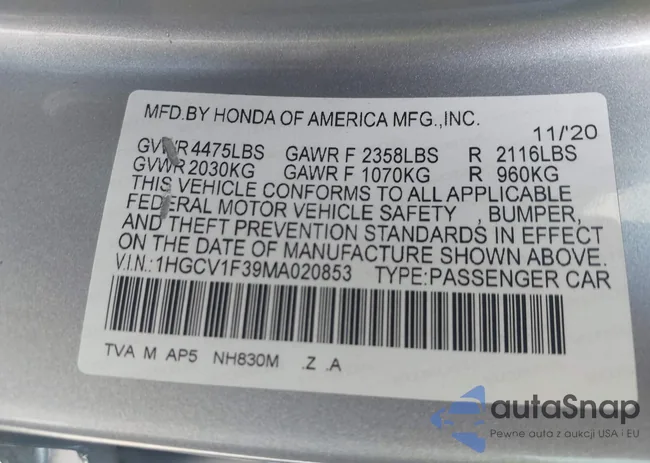 MFD.BY HONDA OF AMERICA MFG.,INC.
11/'20
GVWR 4475LBS GAWR F 2358LBS R 2116LBS
GVWR 2030KG GAWR F 1070KG R 960KG
THIS VEHICLE CONFORMS TO ALL APPLICABLE
FEDERAL MOTOR VEHICLE SAFETY , BUMPER,
AND THEFT PREVENTION STANDARDS IN EFFECT
ON THE DATE OF MANUFACTURE SHOWN ABOVE.
V.I.N.: 1HGCV1F39MA020853 TYPE:PASSENGER CAR
TVA M AP5 NH830M .Z .A
autaSnap
Pewne auta z aukcji USA i EU